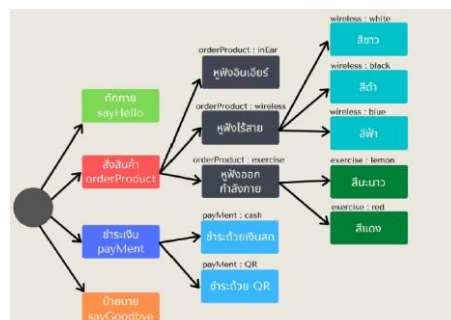 wireless : white
สีขาว
orderProduct : inEar
หูฟังอินเอียร์
wireless : black
สีดำ
ทักทาย
sayHello
orderProduct : wireless
หูฟังไร้สาย
wireless : blue
สีฟ้า
สั่งสินค้า
orderProduct
orderProduct : exercise
หูฟังออก
กำลังกาย
exercise : lemon
สีมะนาว
exercise : red
สีแดง
ชำระเงิน
payMent
payMent : cash
ชำระด้วยเงินสด
payMent : QR
ชำระด้วย QR
บ๊ายบาย
sayGoodbye